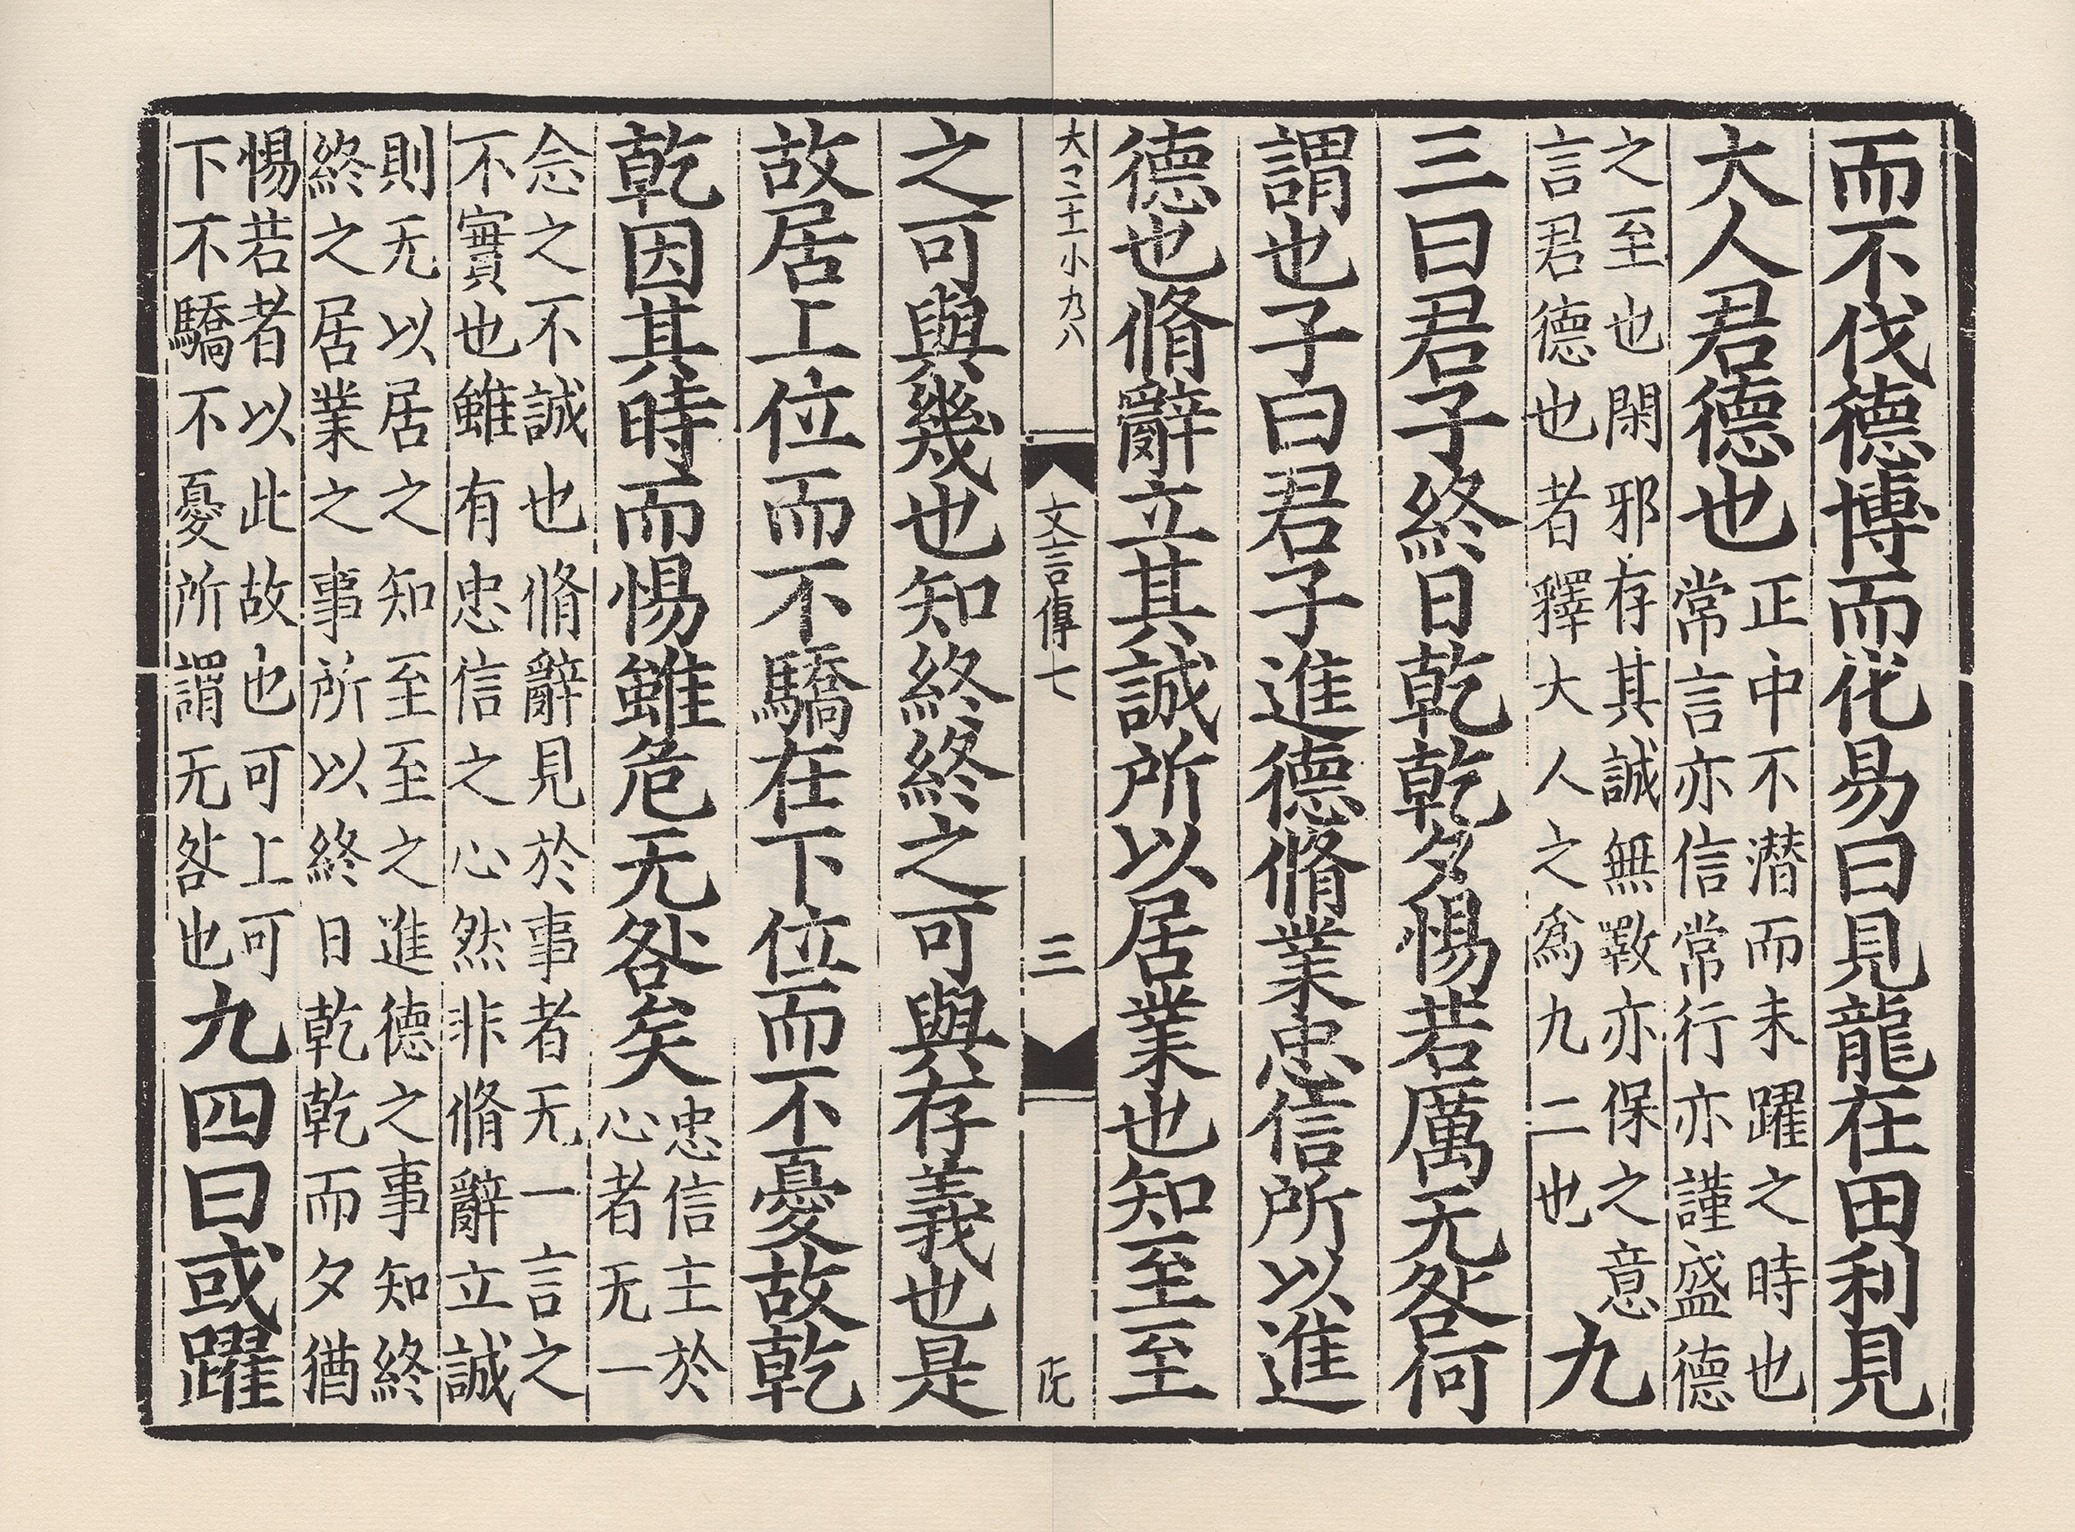 而不伐德博而化易曰見龍在田利見
大人君德也
正中不潛而未躍之時也
常言亦信常行亦謹盛德
之至也閑邪存其誠無斁亦保之意
言君德也者釋大人之爲九二也
九
三曰君子終日乾乾夕惕若厲无咎何
謂也子曰君子進德脩業忠信所以進
德也脩辭立其誠所以居業也知至至
文言傳七
三
之可與幾也知終終之可與存義也是
故居上位而不驕在下位而不憂故乾
乾因其時而惕雖危无咎矣
忠信主於
心者无一
念之不誠也脩辭見於事者无一言之
不實也雖有忠信之心然非脩辭立誠
則无以居之知至至之進德之事知終
終之居業之事所以終日乾乾而夕猶
惕若者以此故也可上可
下不驕不憂所謂无咎也
九四曰或躍